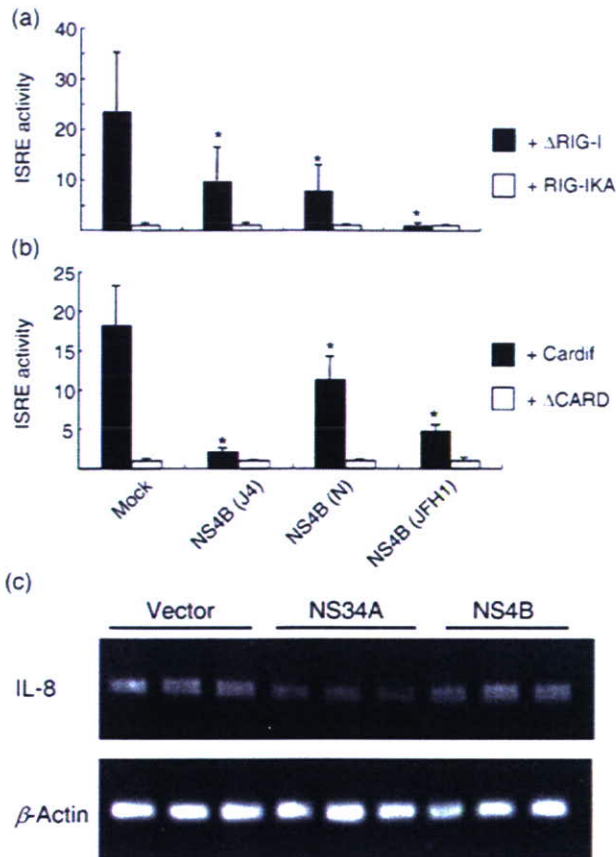 (a)
40
30
20
10
ISRE activity
*
*
*
+ ΔRIG-I
+ RIG-IKA
(b)
25
20
15
10
5
ISRE activity
*
*
*
+ Cardif
+ ΔCARD
Mock
NS4B (J4)
NS4B (N)
NS4B (JFH1)
(c)
Vector NS34A NS4B
IL-8
β-Actin